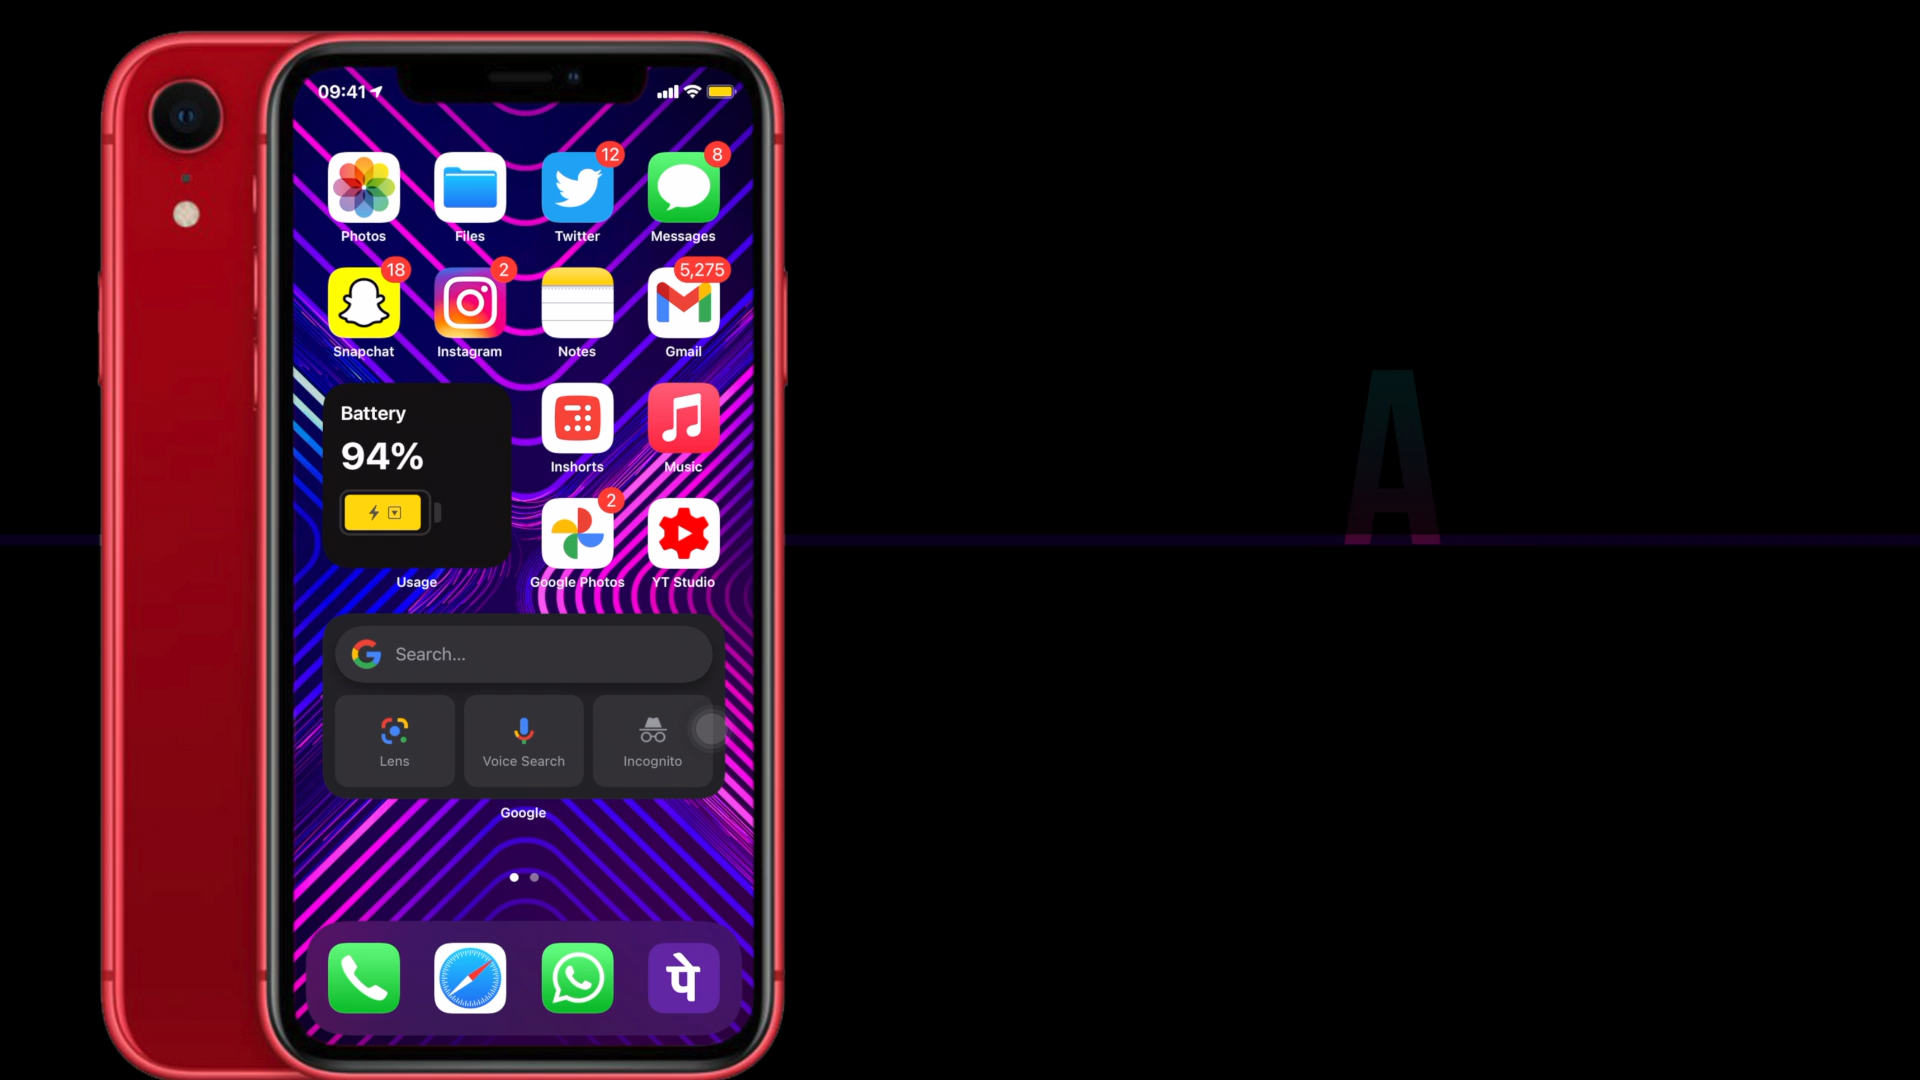 09:41
12
8
Photos
Files
Twitter
Messages
18
2
5,275
Snapchat
Instagram
Notes
Gmail
Battery
94%
Inshorts
Music
2
Usage
Google Photos
YT Studio
Search...
Lens
Voice Search
Incognito
Google
पे
A